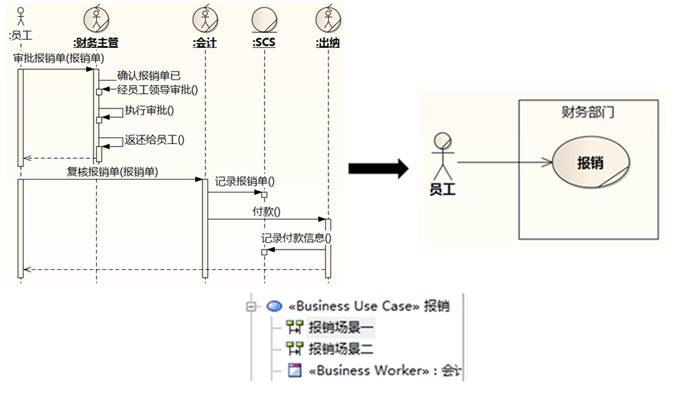 :员工
:财务主管
:会计
:SCS
:出纳
审批报销单(报销单)
确认报销单已
经员工领导审批()
执行审批()
返还给员工()
复核报销单(报销单)
记录报销单()
付款()
记录付款信息()
财务部门
报销
员工
«Business Use Case» 报销
报销场景一
报销场景二
«Business Worker» : 会计